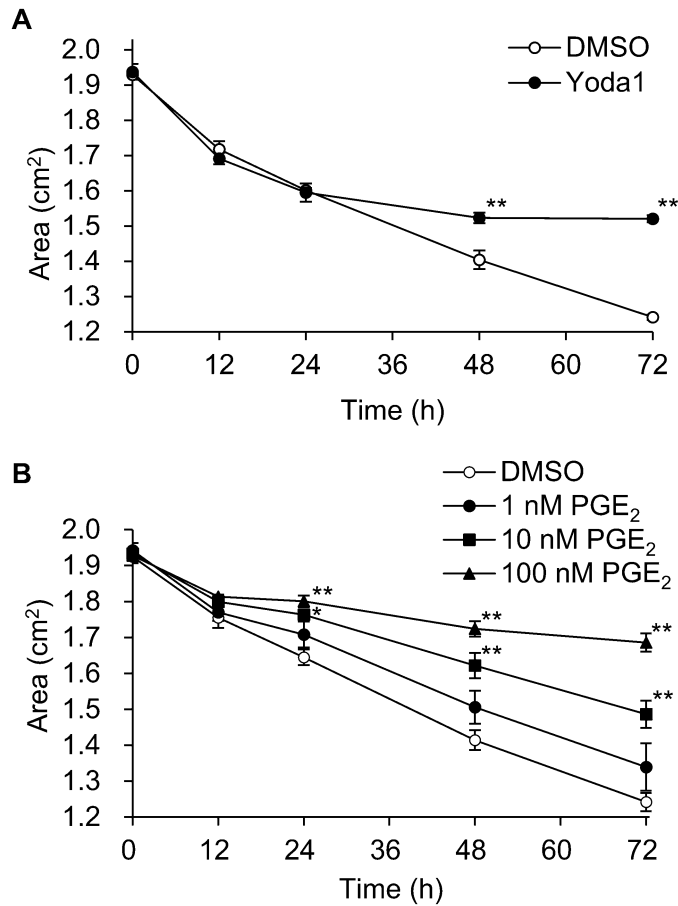 A
DMSO
Yoda1
2.0
1.9
1.8
1.7
1.6
1.5
1.4
1.3
1.2
Area (cm²)
**
**
0 12 24 36 48 60 72
Time (h)
B
DMSO
1 nM PGE₂
10 nM PGE₂
100 nM PGE₂
2.0
1.9
1.8
1.7
1.6
1.5
1.4
1.3
1.2
Area (cm²)
**
*
**
**
**
**
0 12 24 36 48 60 72
Time (h)